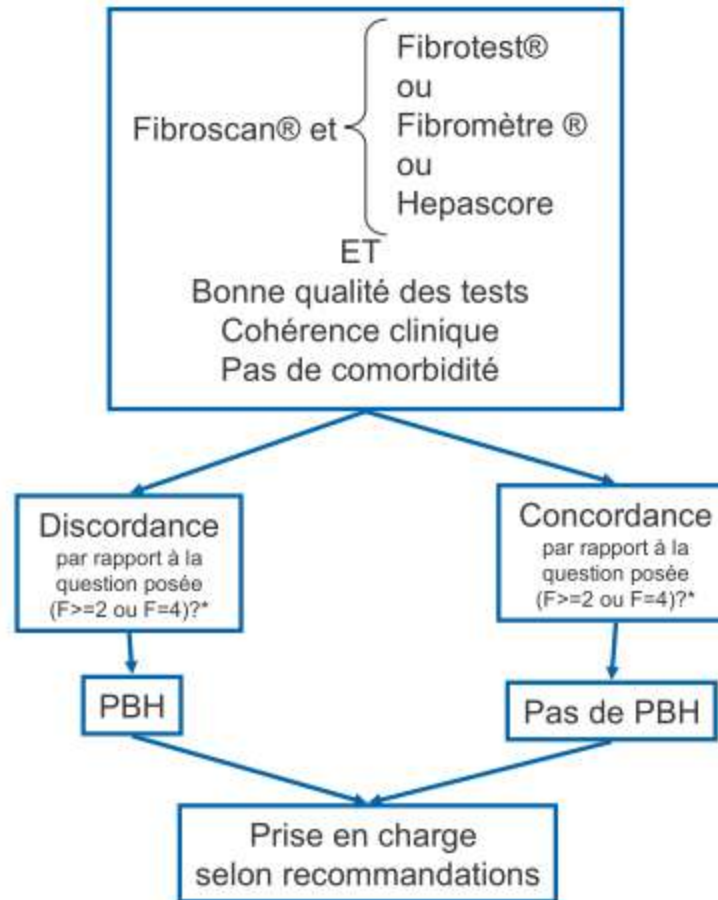 Fibroscan® et
Fibrotest®
ou
Fibromètre ®
ou
Hepascore
ET
Bonne qualité des tests
Cohérence clinique
Pas de comorbidité
Discordance
par rapport à la
question posée
(F>=2 ou F=4)?*
Concordance
par rapport à la
question posée
(F>=2 ou F=4)?*
PBH
Pas de PBH
Prise en charge
selon recommandations